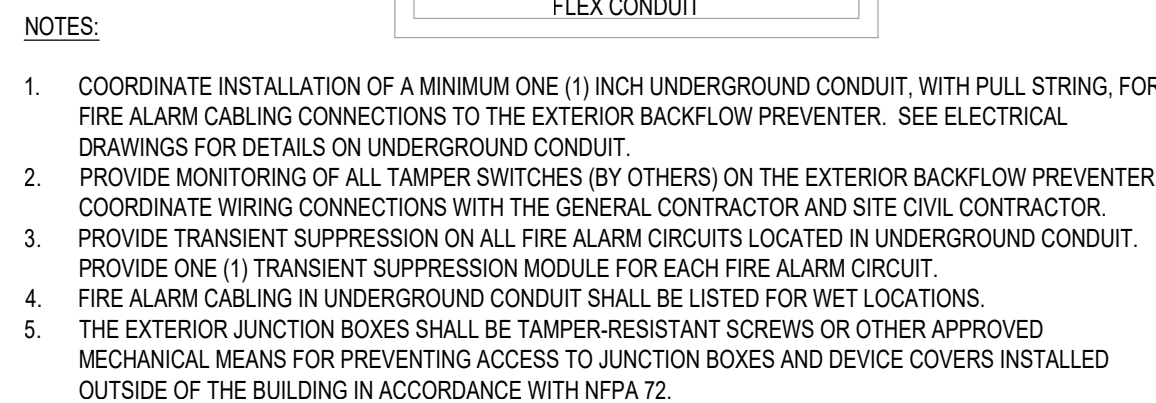 FLEX CONDUIT
NOTES:
1. COORDINATE INSTALLATION OF A MINIMUM ONE (1) INCH UNDERGROUND CONDUIT, WITH PULL STRING, FOR
FIRE ALARM CABLING CONNECTIONS TO THE EXTERIOR BACKFLOW PREVENTER. SEE ELECTRICAL
DRAWINGS FOR DETAILS ON UNDERGROUND CONDUIT.
2. PROVIDE MONITORING OF ALL TAMPER SWITCHES (BY OTHERS) ON THE EXTERIOR BACKFLOW PREVENTER
COORDINATE WIRING CONNECTIONS WITH THE GENERAL CONTRACTOR AND SITE CIVIL CONTRACTOR.
3. PROVIDE TRANSIENT SUPPRESSION ON ALL FIRE ALARM CIRCUITS LOCATED IN UNDERGROUND CONDUIT.
PROVIDE ONE (1) TRANSIENT SUPPRESSION MODULE FOR EACH FIRE ALARM CIRCUIT.
4. FIRE ALARM CABLING IN UNDERGROUND CONDUIT SHALL BE LISTED FOR WET LOCATIONS.
5. THE EXTERIOR JUNCTION BOXES SHALL BE TAMPER-RESISTANT SCREWS OR OTHER APPROVED
MECHANICAL MEANS FOR PREVENTING ACCESS TO JUNCTION BOXES AND DEVICE COVERS INSTALLED
OUTSIDE OF THE BUILDING IN ACCORDANCE WITH NFPA 72.